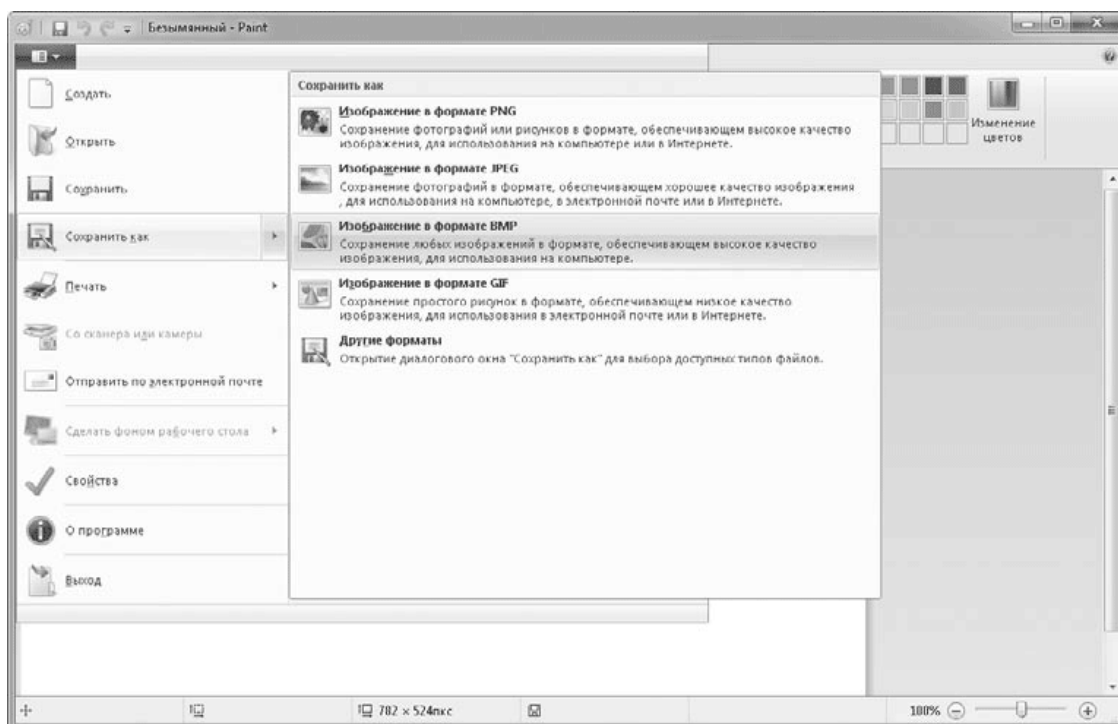 Безымянный - Paint
Создать
Открыть
Сохранить
Сохранить как
Печать
Со сканера или камеры
Отправить по электронной почте
Сделать фоном рабочего стола
Свойства
О программе
Выход
Сохранить как
Изображение в формате PNG
Сохранение фотографий или рисунков в формате, обеспечивающем высокое качество
изображения, для использования на компьютере или в Интернете.
Изображение в формате JPEG
Сохранение фотографий в формате, обеспечивающем хорошее качество изображения
, для использования на компьютере, в электронной почте или в Интернете.
Изображение в формате BMP
Сохранение любых изображений в формате, обеспечивающем высокое качество
изображения, для использования на компьютере.
Изображение в формате GIF
Сохранение простого рисунок в формате, обеспечивающем низкое качество
изображения, для использования в электронной почте или в Интернете.
Другие форматы
Открытие диалогового окна "Сохранить как" для выбора доступных типов файлов.
Изменение
цветов
782 × 524пкс
100%